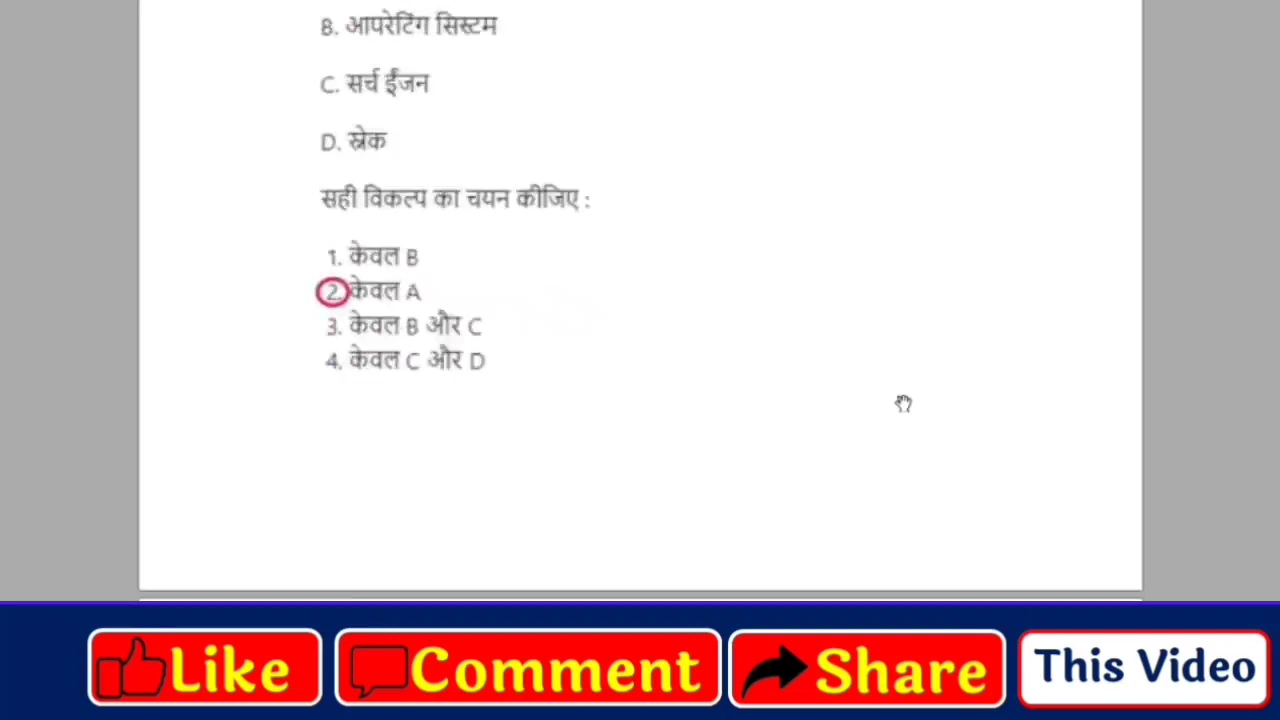 B. आपरेटिंग सिस्टम
C. सर्च ईंजन
D. स्नेक
सही विकल्प का चयन कीजिए :
1. केवल B
2. केवल A
3. केवल B और C
4. केवल C और D
Like Comment Share This Video